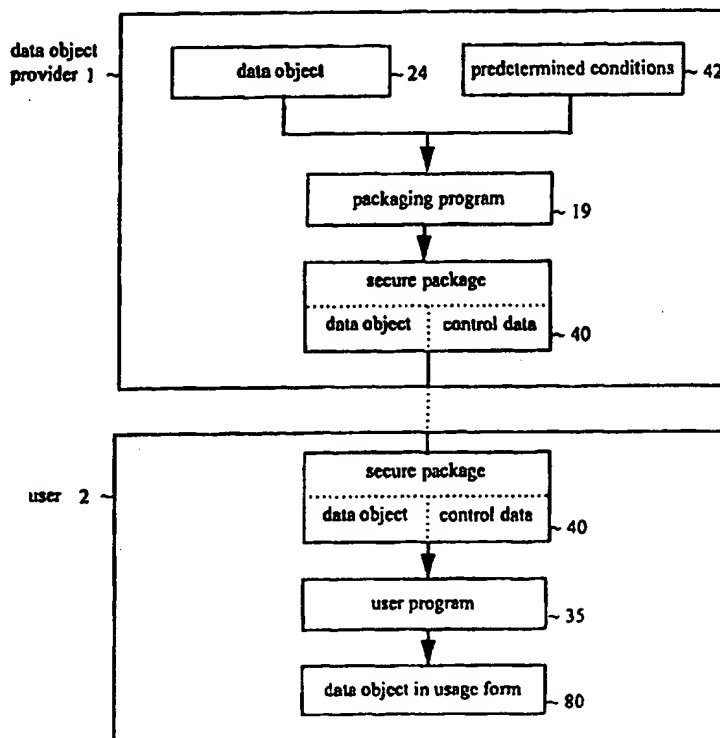 data object
provider 1
data object
24
predetermined conditions
42
packaging program
19
secure package
data object
control data
40
user 2
secure package
data object
control data
40
user program
35
data object in usage form
80